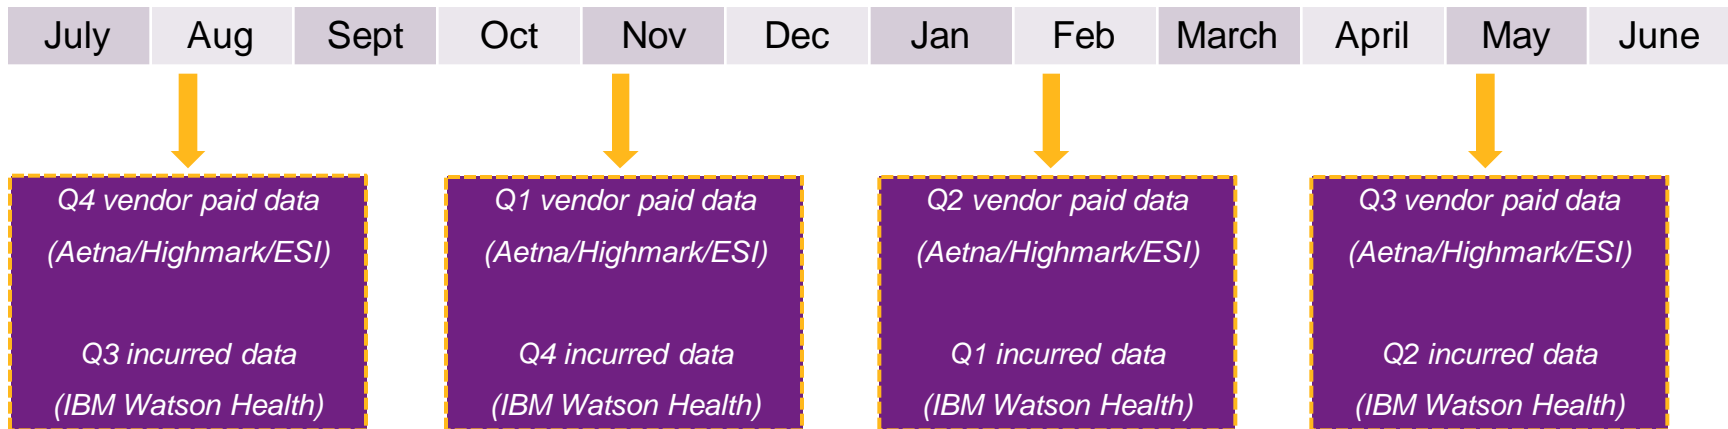 July Aug Sept Oct Nov Dec Jan Feb March April May June
Q4 vendor paid data
(Aetna/Highmark/ESI)
Q3 incurred data
(IBM Watson Health)
Q1 vendor paid data
(Aetna/Highmark/ESI)
Q4 incurred data
(IBM Watson Health)
Q2 vendor paid data
(Aetna/Highmark/ESI)
Q1 incurred data
(IBM Watson Health)
Q3 vendor paid data
(Aetna/Highmark/ESI)
Q2 incurred data
(IBM Watson Health)